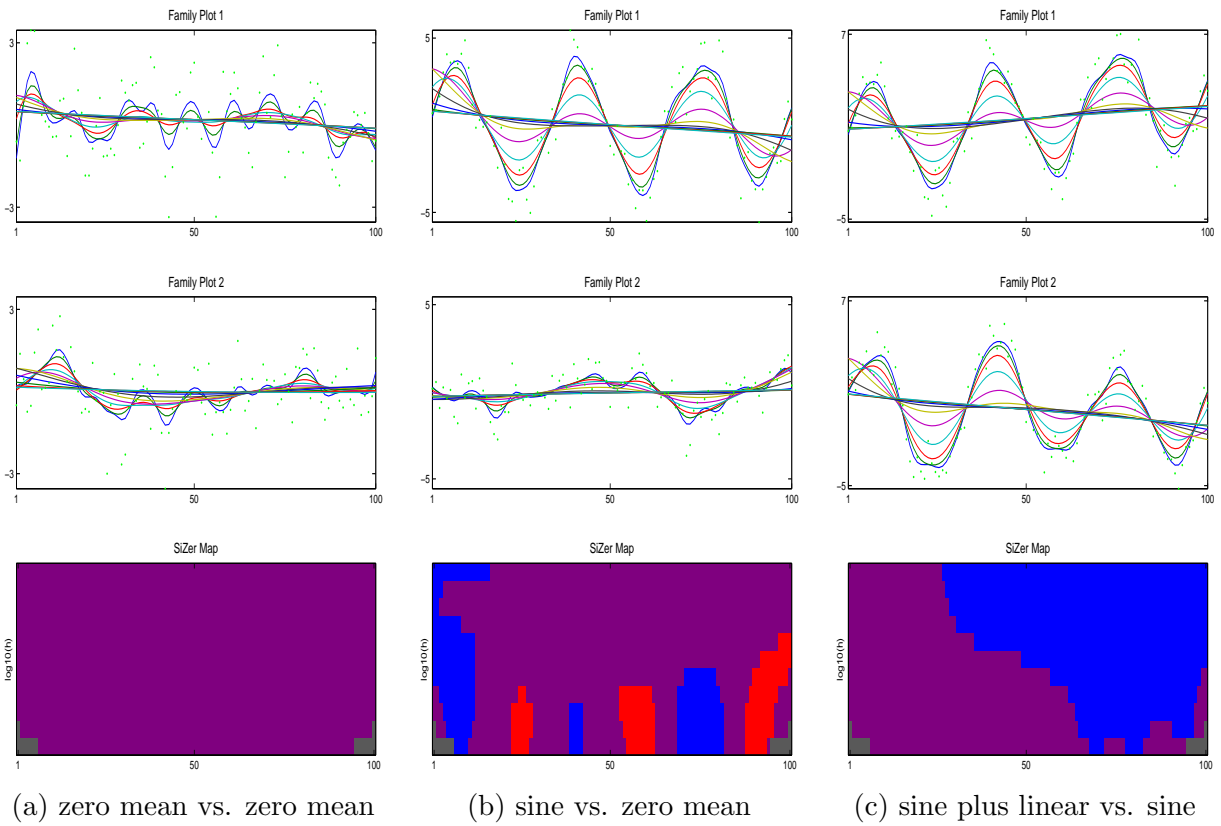 Family Plot 1
3
−3
1
50
100
Family Plot 1
5
−5
1
50
100
Family Plot 1
7
−5
1
50
100
Family Plot 2
3
−3
1
50
100
Family Plot 2
5
−5
1
50
100
Family Plot 2
7
−5
1
50
100
SiZer Map
log10(h)
1
50
100
SiZer Map
log10(h)
1
50
100
SiZer Map
log10(h)
1
50
100
(a) zero mean vs. zero mean
(b) sine vs. zero mean
(c) sine plus linear vs. sine